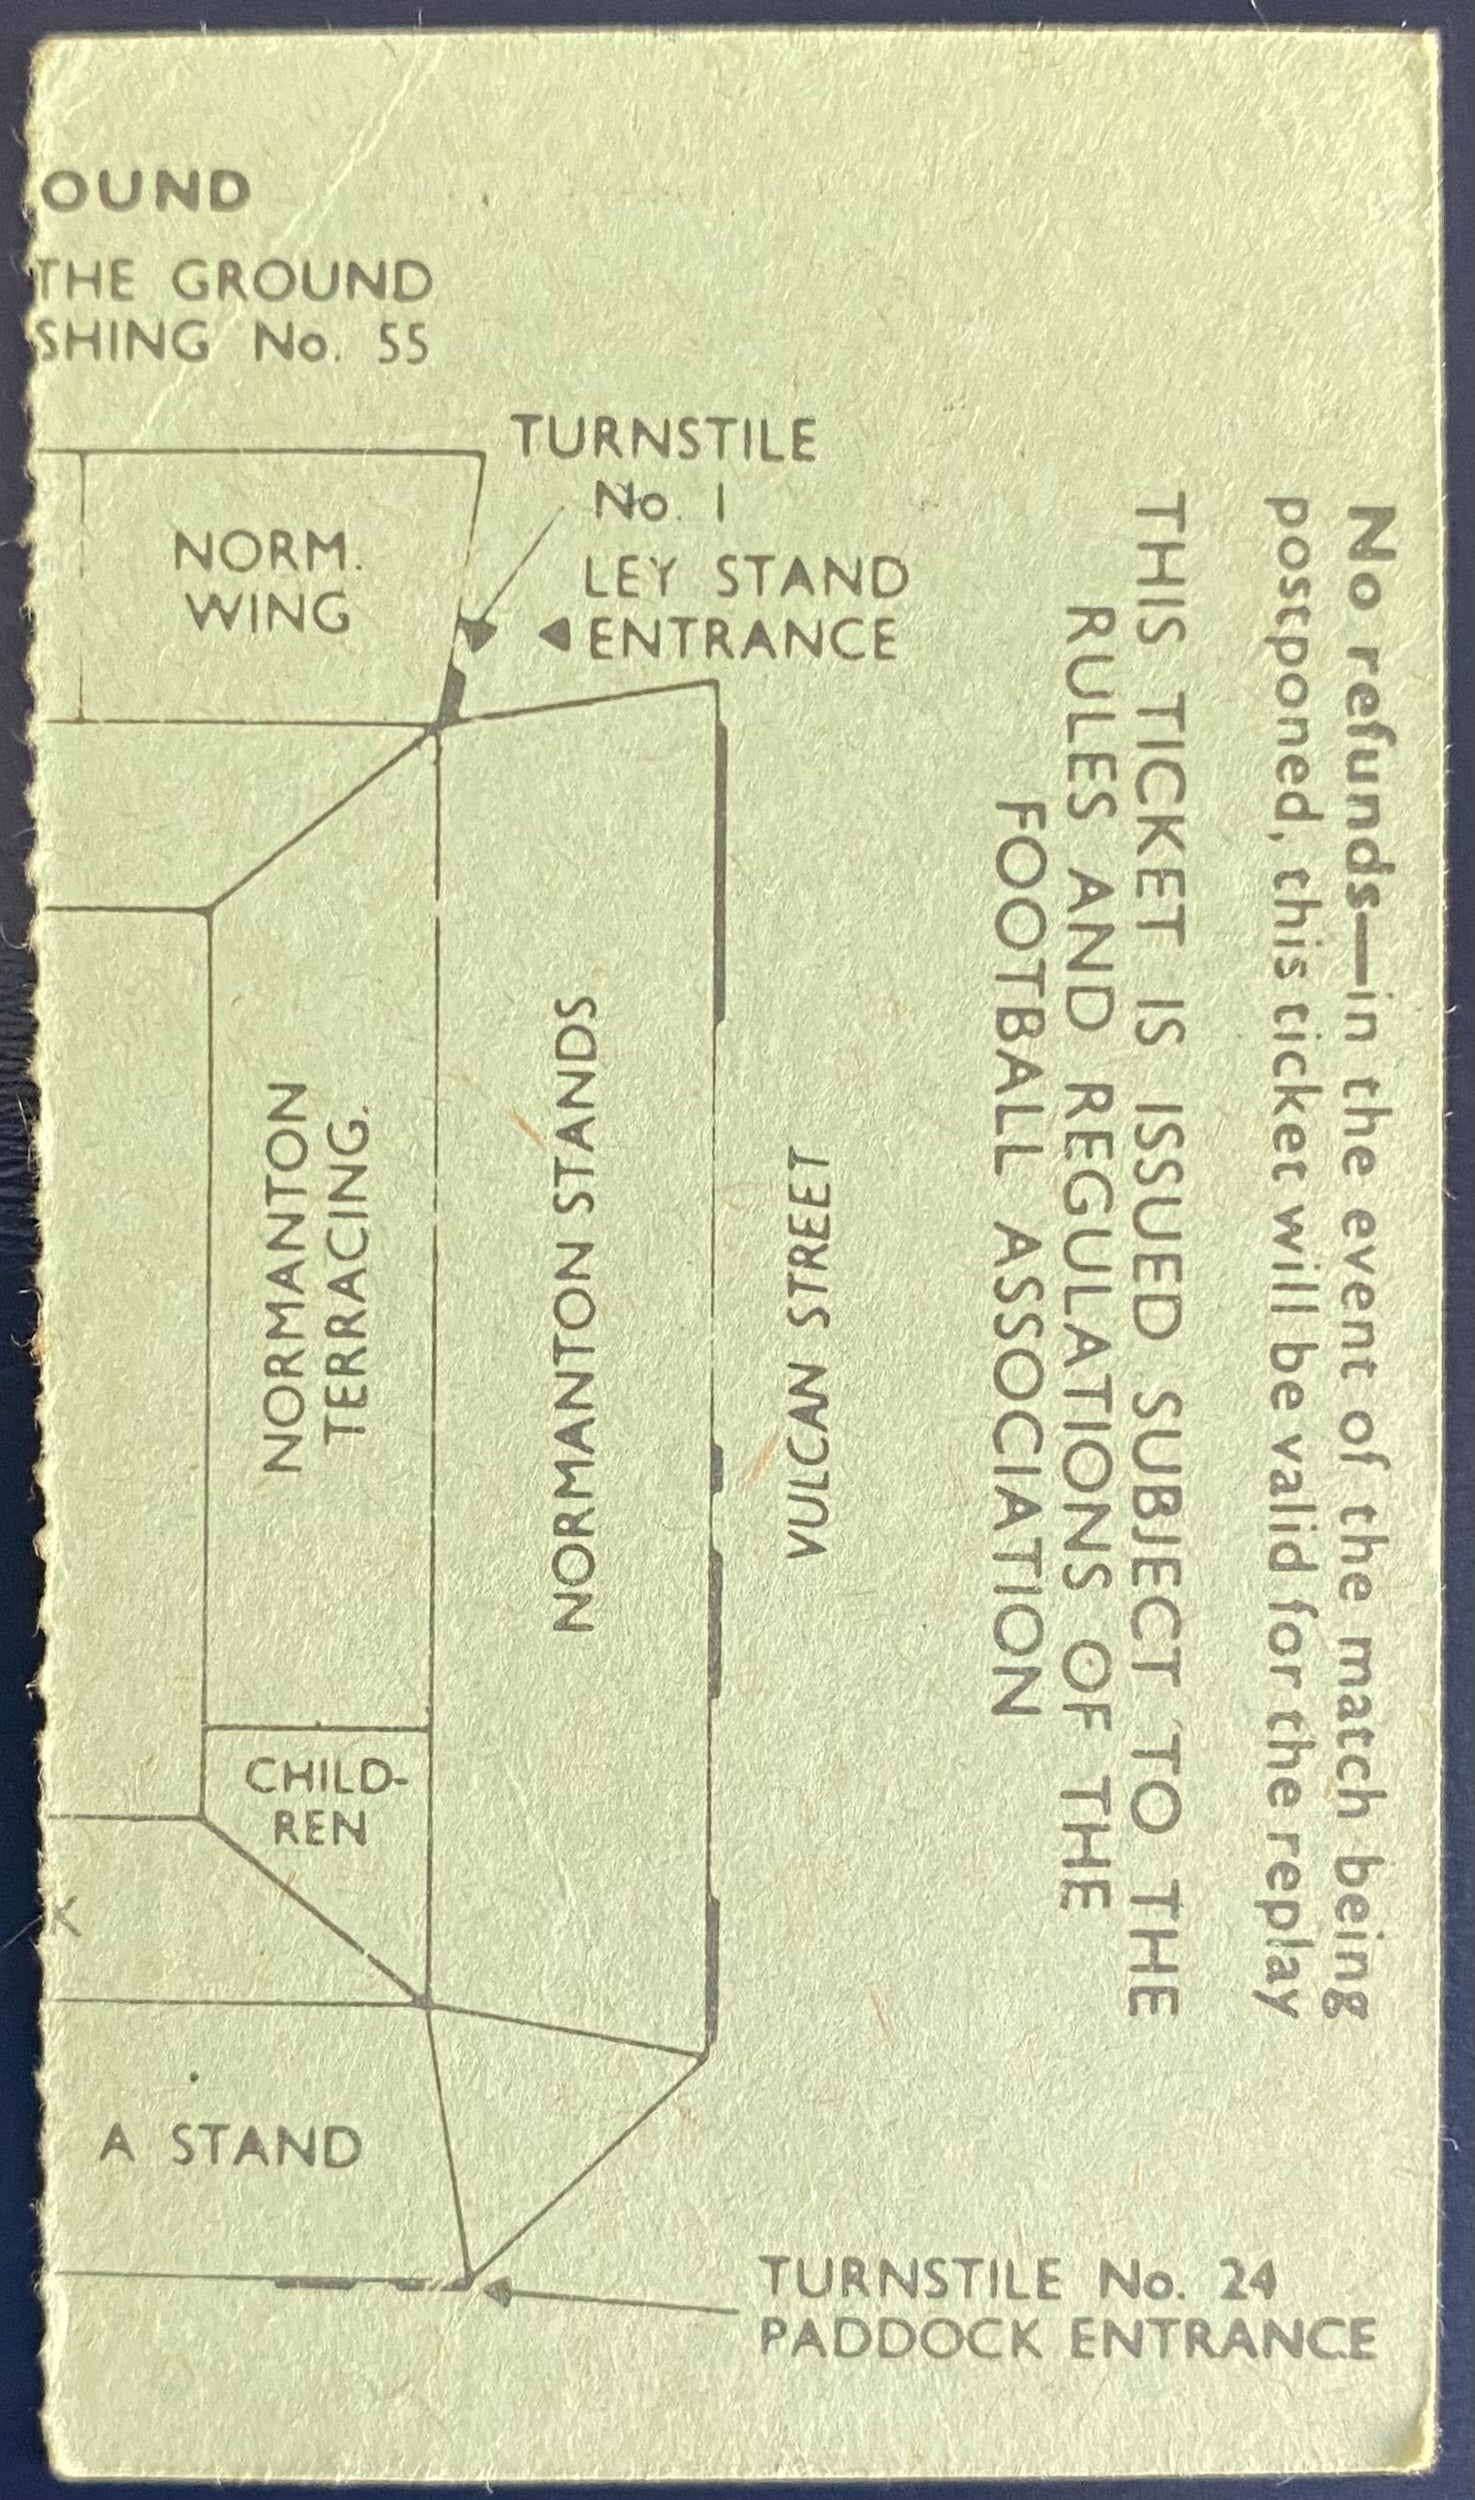 OUND
THE GROUND
SHING No. 55
TURNSTILE
No. 1
LEY STAND
ENTRANCE
NORM.
WING
NORMANTON
TERRACING.
NORMANTON STANDS
VULCAN STREET
CHILD-
REN
K
A STAND
TURNSTILE No. 24
PADDOCK ENTRANCE
No refunds—in the event of the match being
postponed, this ticket will be valid for the replay
THIS TICKET IS ISSUED SUBJECT TO THE
RULES AND REGULATIONS OF THE
FOOTBALL ASSOCIATION